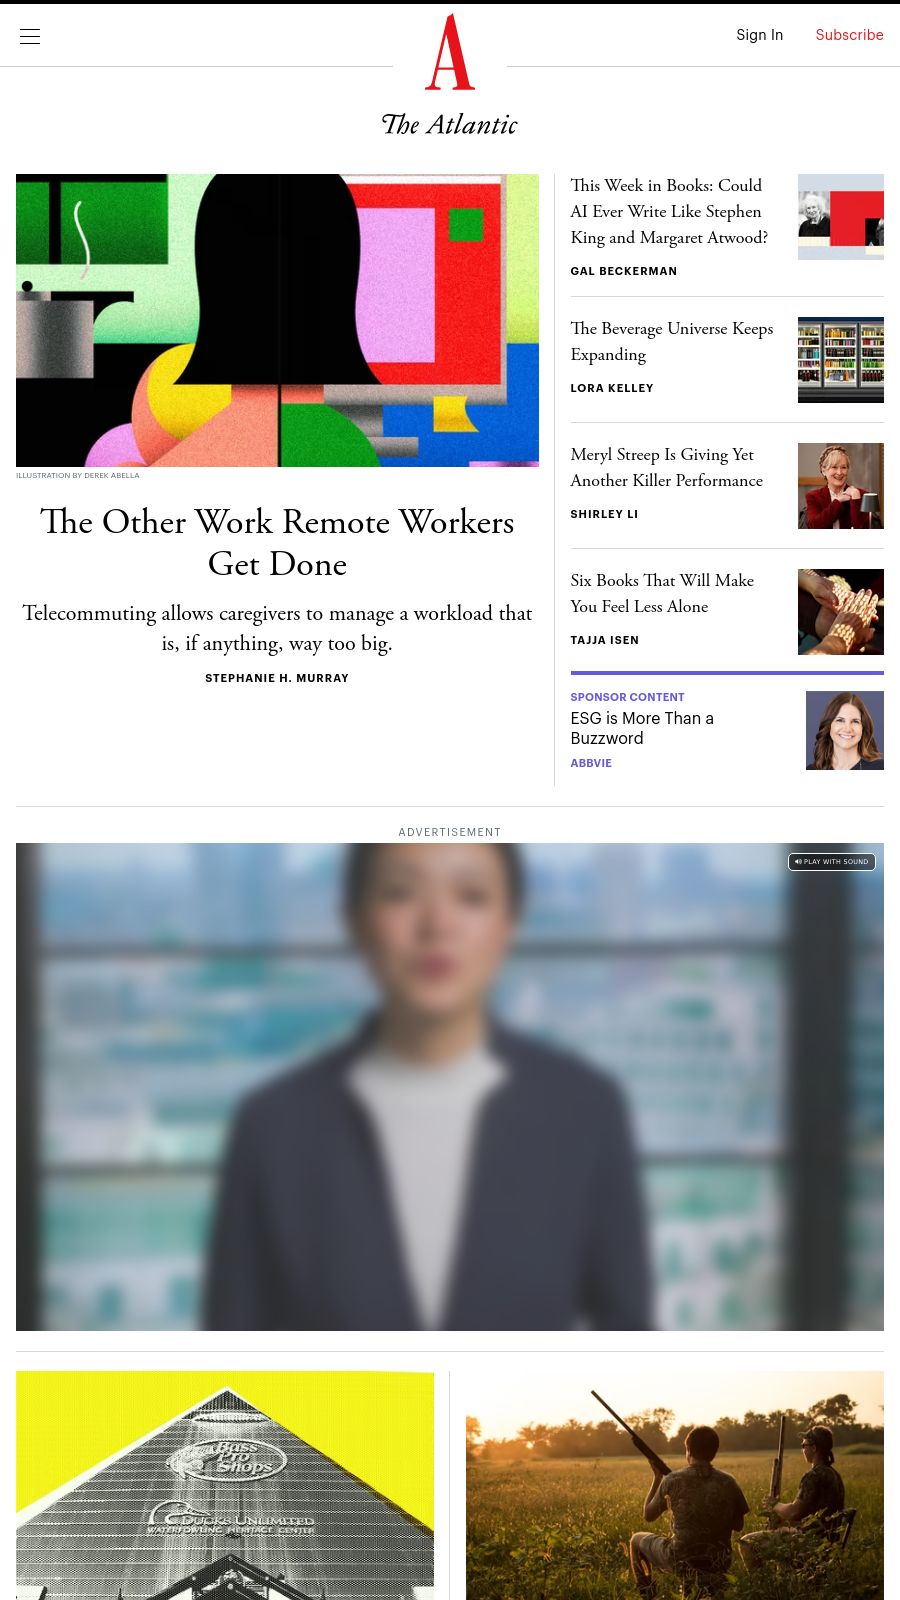 Sign In
Subscribe
A
The Atlantic
ILLUSTRATION BY DEREK ABELLA
The Other Work Remote Workers
Get Done
Telecommuting allows caregivers to manage a workload that
is, if anything, way too big.
STEPHANIE H. MURRAY
This Week in Books: Could
AI Ever Write Like Stephen
King and Margaret Atwood?
GAL BECKERMAN
The Beverage Universe Keeps
Expanding
LORA KELLEY
Meryl Streep Is Giving Yet
Another Killer Performance
SHIRLEY LI
Six Books That Will Make
You Feel Less Alone
TAJJA ISEN
SPONSOR CONTENT
ESG is More Than a
Buzzword
ABBVIE
ADVERTISEMENT
PLAY WITH SOUND
Bass
Pro
Shops
DUCKS UNLIMITED
WATERFOWLING HERITAGE CENTER